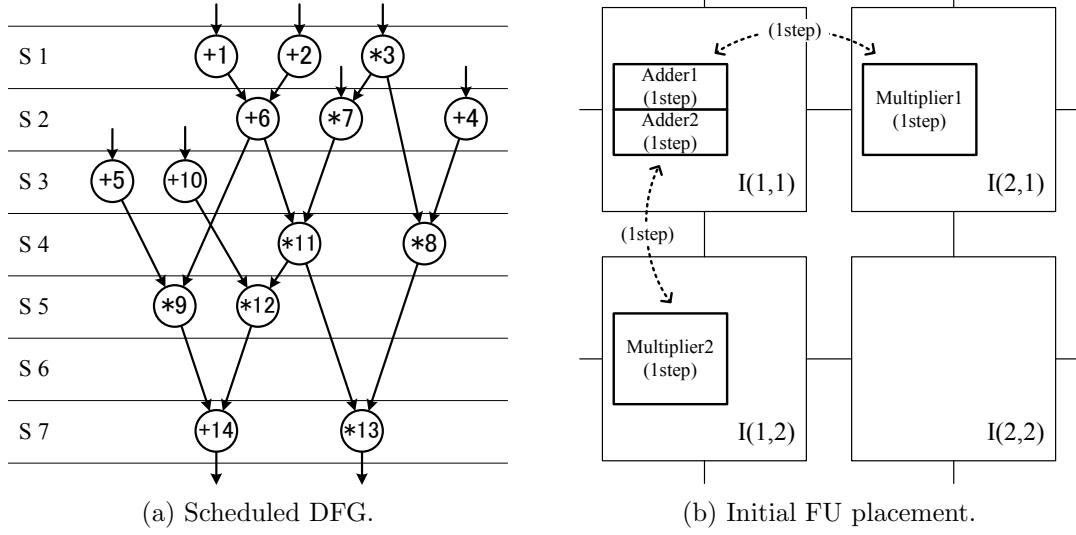 S 1
+1
+2
*3
S 2
+6
*7
+4
S 3
+5
+10
S 4
*11
*8
S 5
*9
*12
S 6
S 7
+14
*13
(a) Scheduled DFG.
(1step)
Adder1
(1step)
Adder2
(1step)
I(1,1)
Multiplier1
(1step)
I(2,1)
(1step)
Multiplier2
(1step)
I(1,2)
I(2,2)
(b) Initial FU placement.